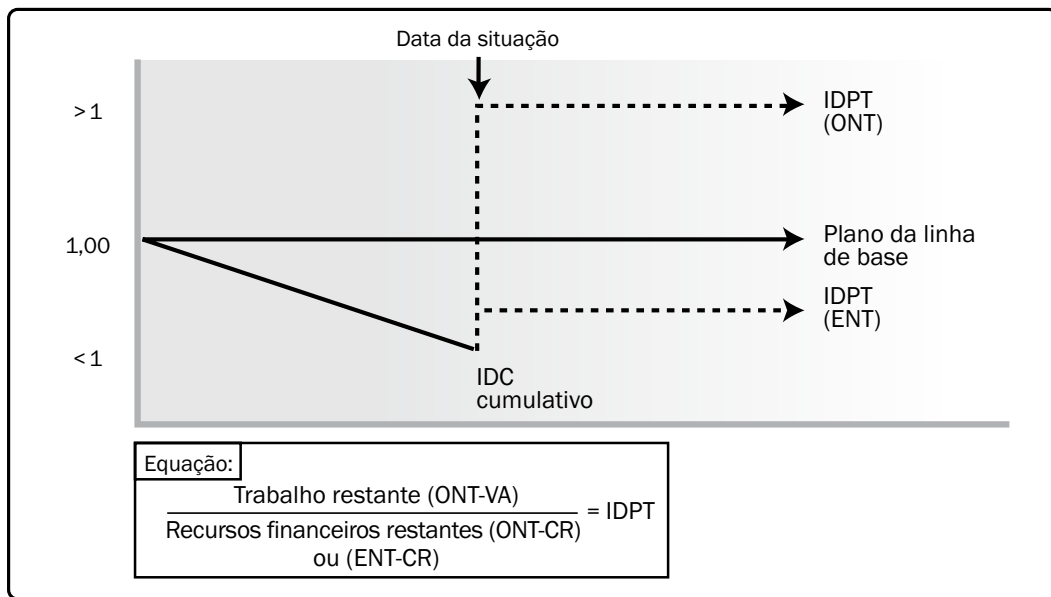 Data da situação
> 1
IDPT
(ONT)
1,00
Plano da linha
de base
IDPT
(ENT)
< 1
IDC
cumulativo
Equação:
Trabalho restante (ONT-VA)
Recursos financeiros restantes (ONT-CR)
ou (ENT-CR)
= IDPT